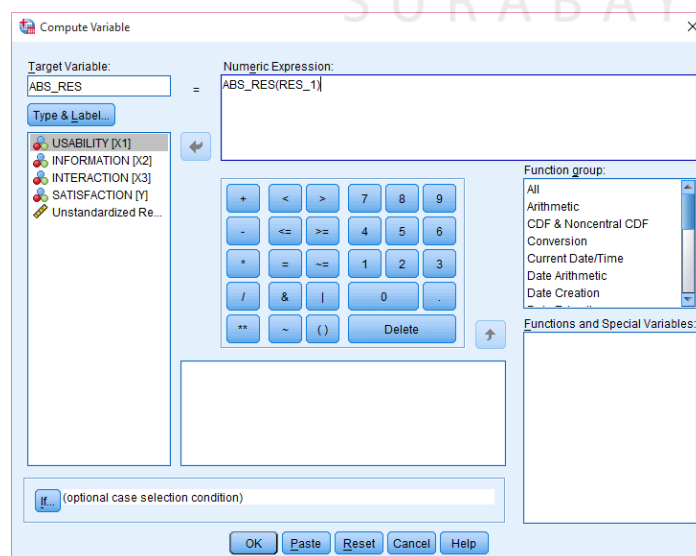 SURABAY
Compute Variable
Target Variable:
ABS_RES
=
Numeric Expression:
ABS_RES(RES_1)
Type & Label...
USABILITY [X1]
INFORMATION [X2]
INTERACTION [X3]
SATISFACTION [Y]
Unstandardized Re...
+ < > 7 8 9
- <= >= 4 5 6
* = ~= 1 2 3
/ & | 0 .
** ~ ( ) Delete
Function group:
All
Arithmetic
CDF & Noncentral CDF
Conversion
Current Date/Time
Date Arithmetic
Date Creation
Functions and Special Variables:
If... (optional case selection condition)
OK Paste Reset Cancel Help